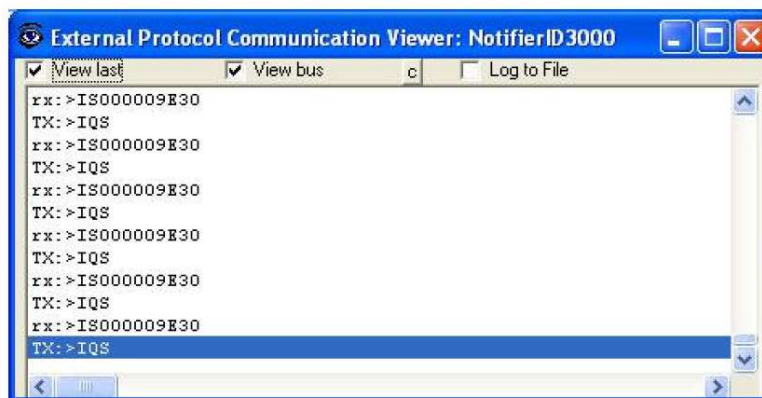 External Protocol Communication Viewer: NotifierID3000
View last View bus c Log to File
rx:>IS000009E30
TX:>IQS
rx:>IS000009E30
TX:>IQS
rx:>IS000009E30
TX:>IQS
rx:>IS000009E30
TX:>IQS
rx:>IS000009E30
TX:>IQS
rx:>IS000009E30
TX:>IQS